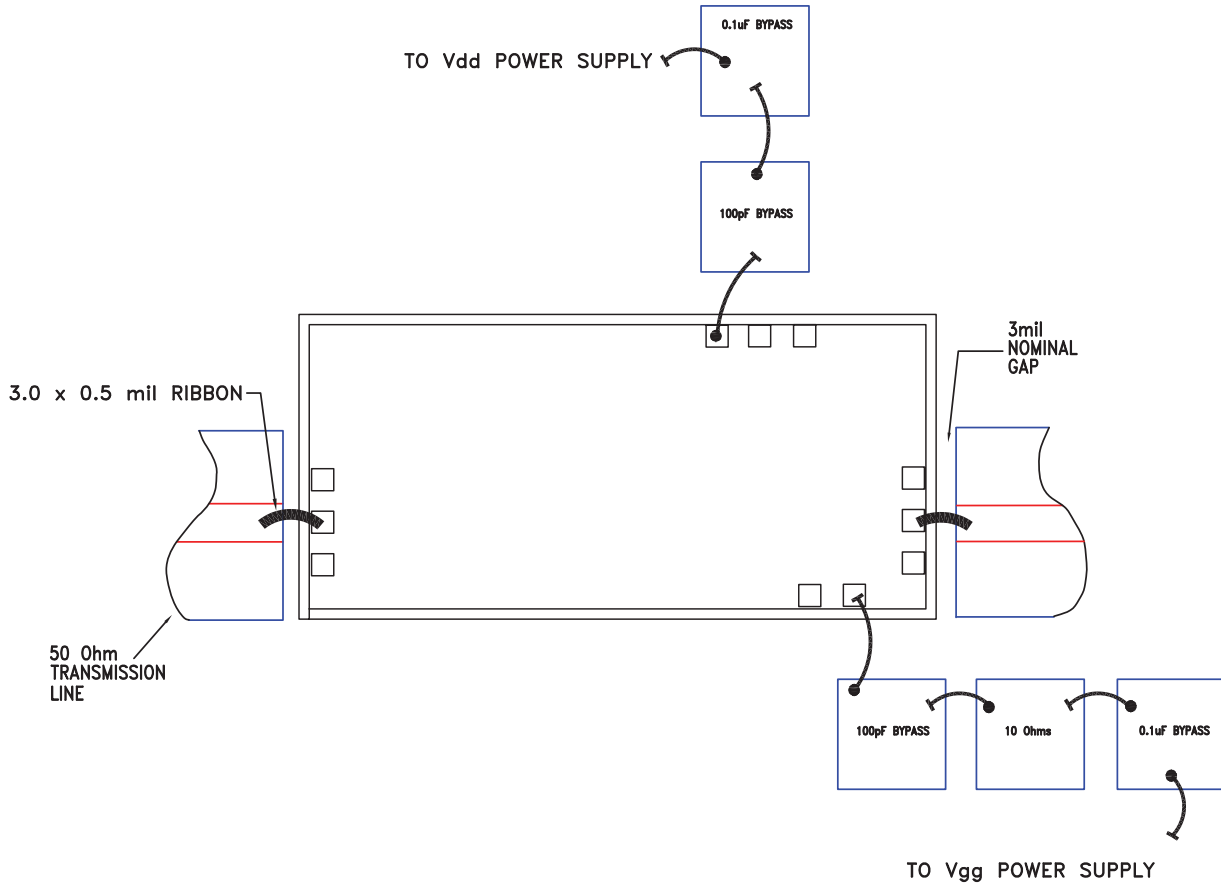 0.1uF BYPASS
TO Vdd POWER SUPPLY
100pF BYPASS
3mil
NOMINAL
GAP
3.0 x 0.5 mil RIBBON
50 Ohm
TRANSMISSION
LINE
100pF BYPASS
10 Ohms
0.1uF BYPASS
TO Vgg POWER SUPPLY